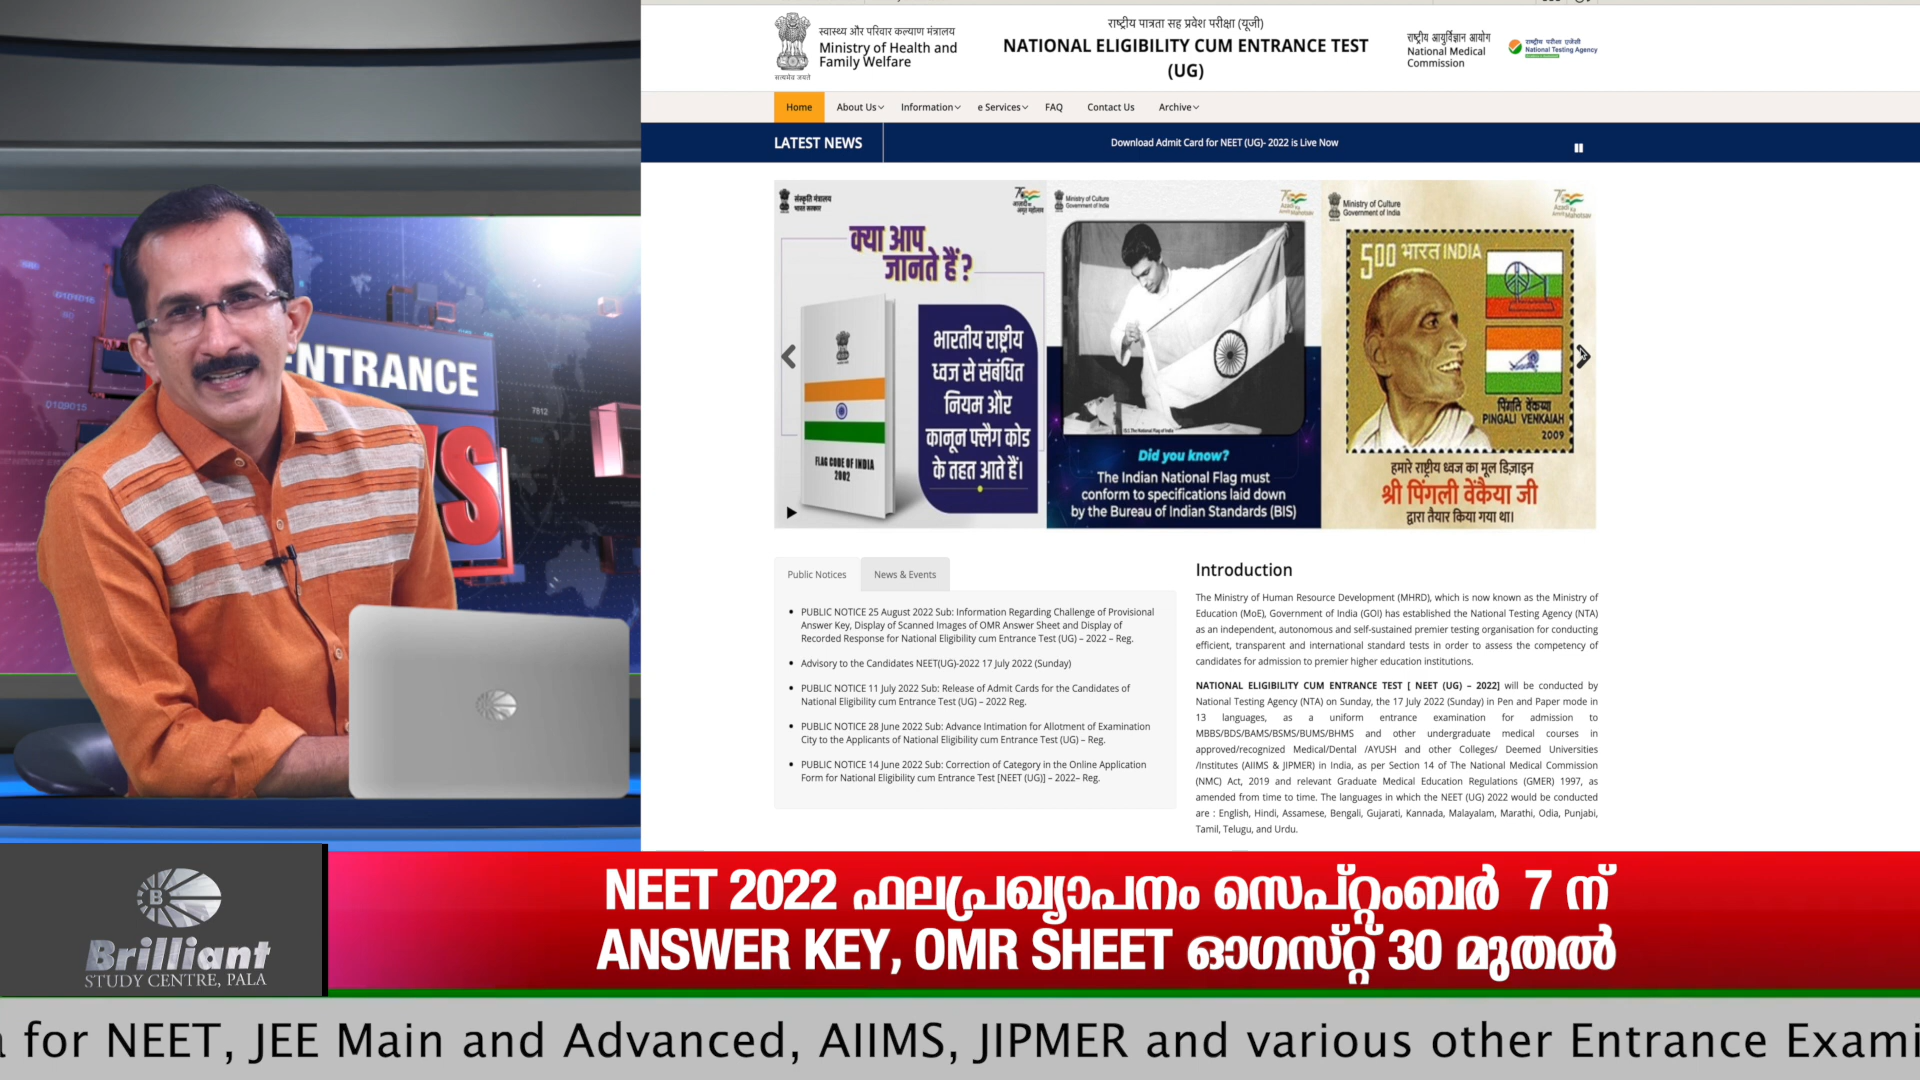 स्वास्थ्य और परिवार कल्याण मंत्रालय
Ministry of Health and
Family Welfare
सत्यमेव जयते
राष्ट्रीय पात्रता सह प्रवेश परीक्षा (यूजी)
NATIONAL ELIGIBILITY CUM ENTRANCE TEST
(UG)
राष्ट्रीय आयुर्विज्ञान आयोग
National Medical
Commission
राष्ट्रीय परीक्षा एजेंसी
National Testing Agency
Home About Us Information e Services FAQ Contact Us Archive
LATEST NEWS
Download Admit Card for NEET (UG)- 2022 is Live Now
संस्कृति मंत्रालय
भारत सरकार
क्या आप
जानते हैं?
भारतीय राष्ट्रीय
ध्वज से संबंधित
नियम और
कानून फ्लैग कोड
के तहत आते हैं।
FLAG CODE OF INDIA
2002
Ministry of Culture
Government of India
Did you know?
The Indian National Flag must
conform to specifications laid down
by the Bureau of Indian Standards (BIS)
Ministry of Culture
Government of India
500 भारत INDIA
पिंगलि वेंकय्या
PINGALI VENKAIAH
2009
हमारे राष्ट्रीय ध्वज का मूल डिज़ाइन
श्री पिंगली वेंकैया जी
द्वारा तैयार किया गया था।
ENTRANCE
S
Public Notices News & Events
PUBLIC NOTICE 25 August 2022 Sub: Information Regarding Challenge of Provisional
Answer Key, Display of Scanned Images of OMR Answer Sheet and Display of
Recorded Response for National Eligibility cum Entrance Test (UG) – 2022 – Reg.
Advisory to the Candidates NEET(UG)-2022 17 July 2022 (Sunday)
PUBLIC NOTICE 11 July 2022 Sub: Release of Admit Cards for the Candidates of
National Eligibility cum Entrance Test (UG) – 2022 Reg.
PUBLIC NOTICE 28 June 2022 Sub: Advance Intimation for Allotment of Examination
City to the Applicants of National Eligibility cum Entrance Test (UG) – Reg.
PUBLIC NOTICE 14 June 2022 Sub: Correction of Category in the Online Application
Form for National Eligibility cum Entrance Test [NEET (UG)] – 2022– Reg.
Introduction
The Ministry of Human Resource Development (MHRD), which is now known as the Ministry of
Education (MoE), Government of India (GOI) has established the National Testing Agency (NTA)
as an independent, autonomous and self-sustained premier testing organisation for conducting
efficient, transparent and international standard tests in order to assess the competency of
candidates for admission to premier higher education institutions.
NATIONAL ELIGIBILITY CUM ENTRANCE TEST [ NEET (UG) – 2022] will be conducted by
National Testing Agency (NTA) on Sunday, the 17 July 2022 (Sunday) in Pen and Paper mode in
13 languages, as a uniform entrance examination for admission to
MBBS/BDS/BAMS/BSMS/BUMS/BHMS and other undergraduate medical courses in
approved/recognized Medical/Dental /AYUSH and other Colleges/ Deemed Universities
/Institutes (AIIMS & JIPMER) in India, as per Section 14 of The National Medical Commission
(NMC) Act, 2019 and relevant Graduate Medical Education Regulations (GMER) 1997, as
amended from time to time. The languages in which the NEET (UG) 2022 would be conducted
are : English, Hindi, Assamese, Bengali, Gujarati, Kannada, Malayalam, Marathi, Odia, Punjabi,
Tamil, Telugu, and Urdu.
B
Brilliant
STUDY CENTRE, PALA
NEET 2022 ഫലപ്രഖ്യാപനം സെപ്റ്റംബർ 7 ന്
ANSWER KEY, OMR SHEET ഓഗസ്റ്റ് 30 മുതൽ
for NEET, JEE Main and Advanced, AIIMS, JIPMER and various other Entrance Exami